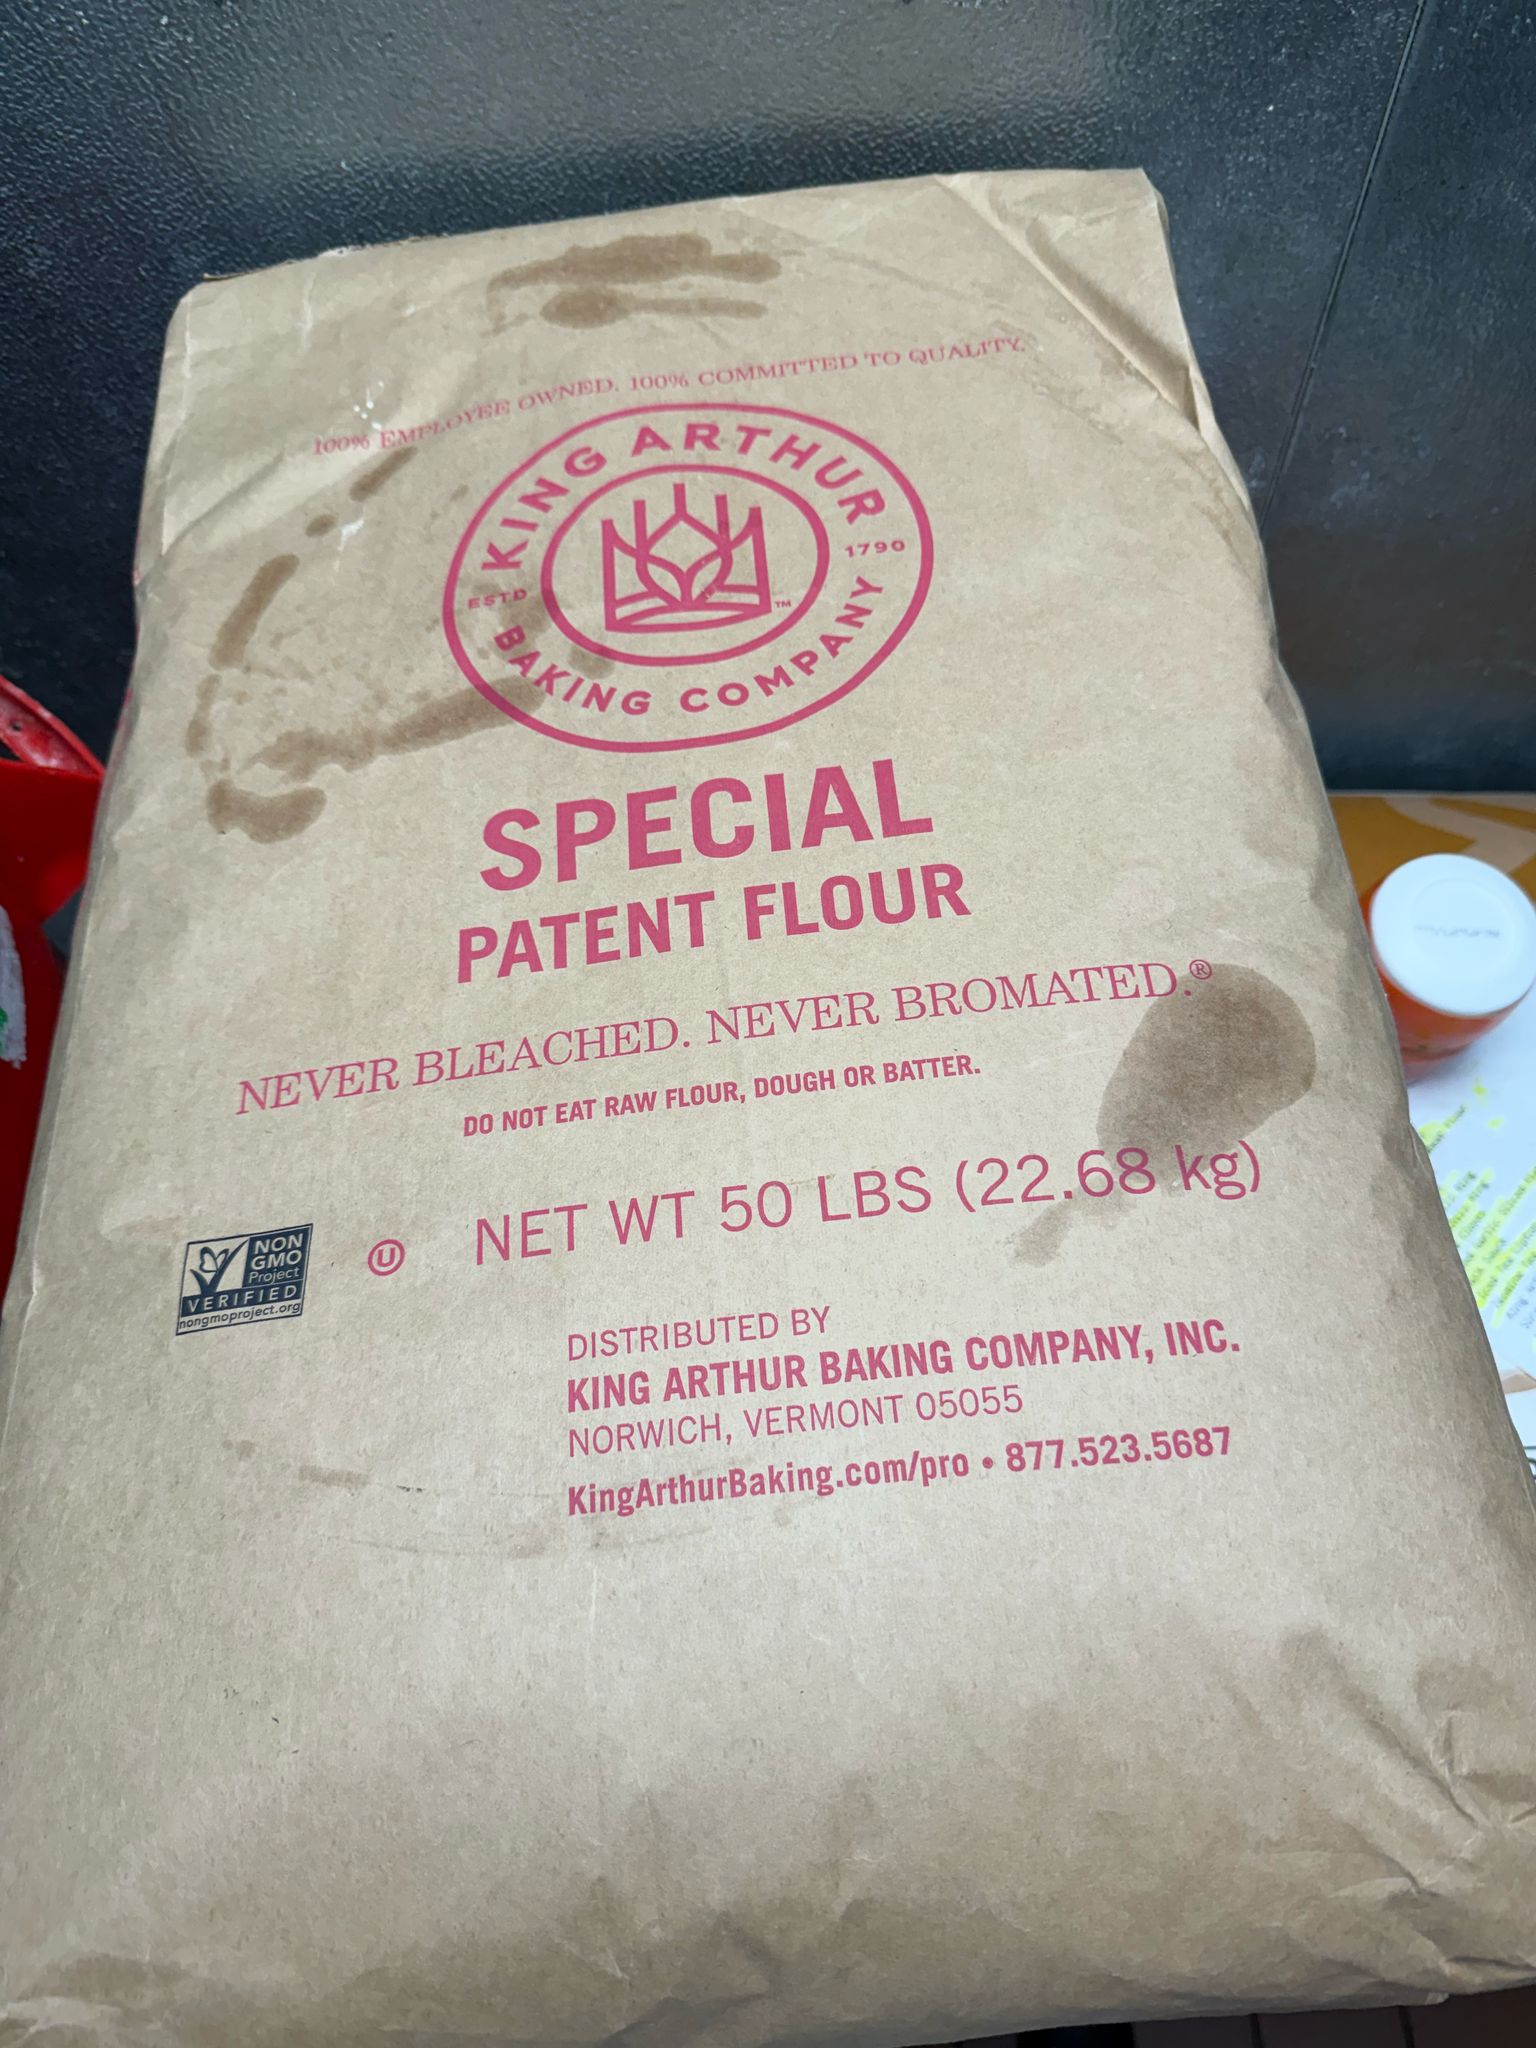 100% EMPLOYEE OWNED. 100% COMMITTED TO QUALITY.
KING ARTHUR
ESTD 1790
TM
BAKING COMPANY
SPECIAL
PATENT FLOUR
NEVER BLEACHED. NEVER BROMATED.®
DO NOT EAT RAW FLOUR, DOUGH OR BATTER.
NET WT 50 LBS (22.68 kg)
NON
GMO
Project
VERIFIED
nongmoproject.org
U
DISTRIBUTED BY
KING ARTHUR BAKING COMPANY, INC.
NORWICH, VERMONT 05055
KingArthurBaking.com/pro • 877.523.5687